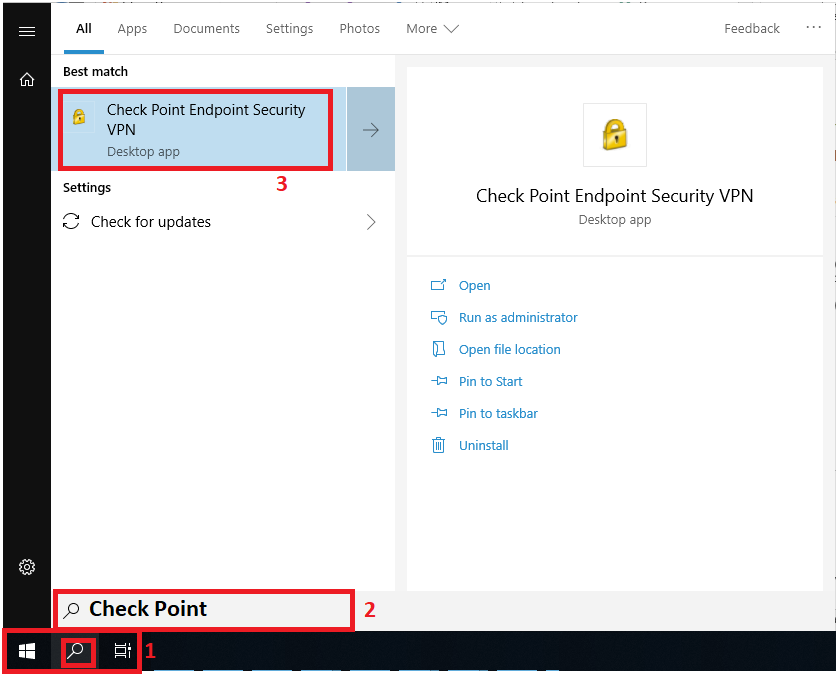 All Apps Documents Settings Photos More Feedback ...
Best match
Check Point Endpoint Security
VPN
Desktop app
3
Settings
Check for updates
Check Point Endpoint Security VPN
Desktop app
Open
Run as administrator
Open file location
Pin to Start
Pin to taskbar
Uninstall
Check Point
2
1